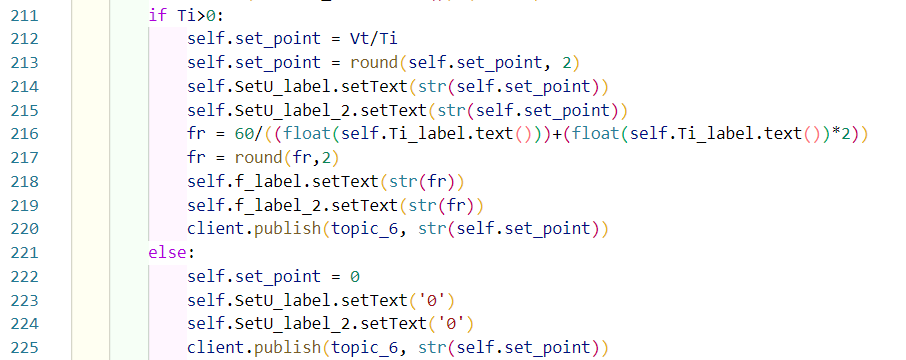 211 if Ti>0:
212 self.set_point = Vt/Ti
213 self.set_point = round(self.set_point, 2)
214 self.SetU_label.setText(str(self.set_point))
215 self.SetU_label_2.setText(str(self.set_point))
216 fr = 60/((float(self.Ti_label.text()))+(float(self.Ti_label.text())*2))
217 fr = round(fr,2)
218 self.f_label.setText(str(fr))
219 self.f_label_2.setText(str(fr))
220 client.publish(topic_6, str(self.set_point))
221 else:
222 self.set_point = 0
223 self.SetU_label.setText('0')
224 self.SetU_label_2.setText('0')
225 client.publish(topic_6, str(self.set_point))